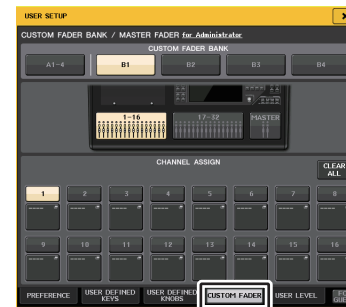 USER SETUP
CUSTOM FADER BANK / MASTER FADER for Administrator
CUSTOM FADER BANK
A1-4 B1 B2 B3 B4
1-16 17-32 MASTER
CHANNEL ASSIGN
CLEAR ALL
1 2 3 4 5 6 7 8
---- ---- ---- ---- ---- ---- ---- ----
9 10 11 12 13 14 15 16
---- ---- ---- ---- ---- ---- ---- ----
PREFERENCE USER DEFINED KEYS USER DEFINED KNOBS CUSTOM FADER USER LEVEL